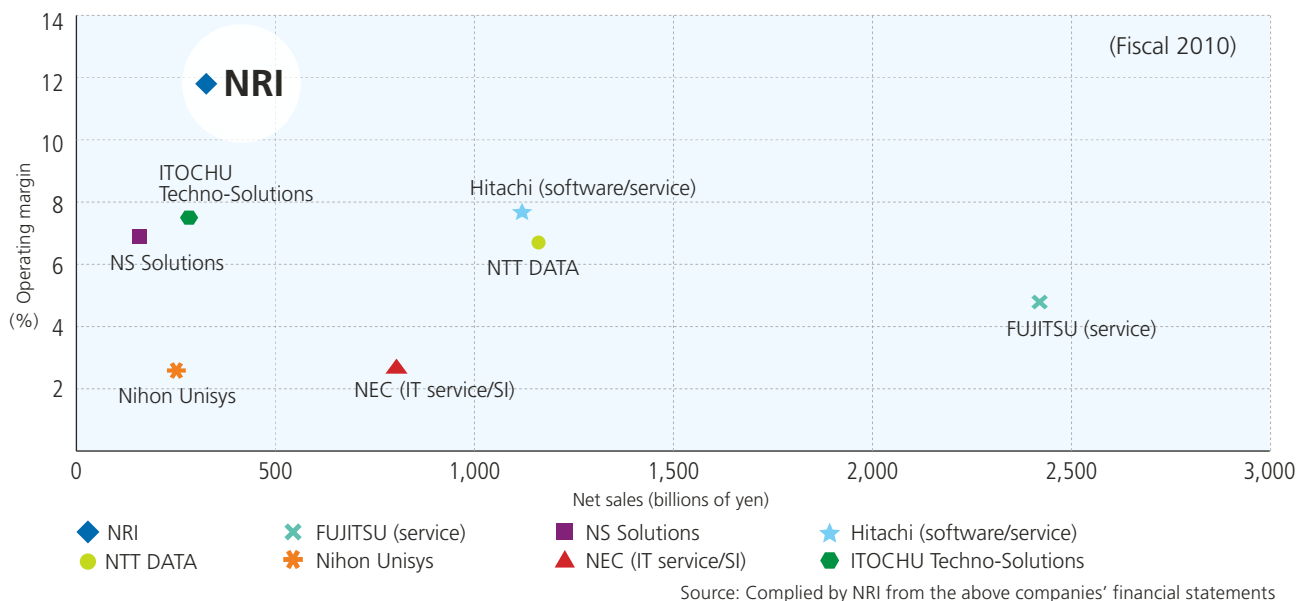 14
12
10
8
6
4
2
Operating margin
(%)
(Fiscal 2010)
NRI
ITOCHU
Techno-Solutions
NS Solutions
Hitachi (software/service)
NTT DATA
FUJITSU (service)
Nihon Unisys
NEC (IT service/SI)
0 500 1,000 1,500 2,000 2,500 3,000
Net sales (billions of yen)
NRI FUJITSU (service) NS Solutions Hitachi (software/service)
NTT DATA Nihon Unisys NEC (IT service/SI) ITOCHU Techno-Solutions
Source: Complied by NRI from the above companies’ financial statements